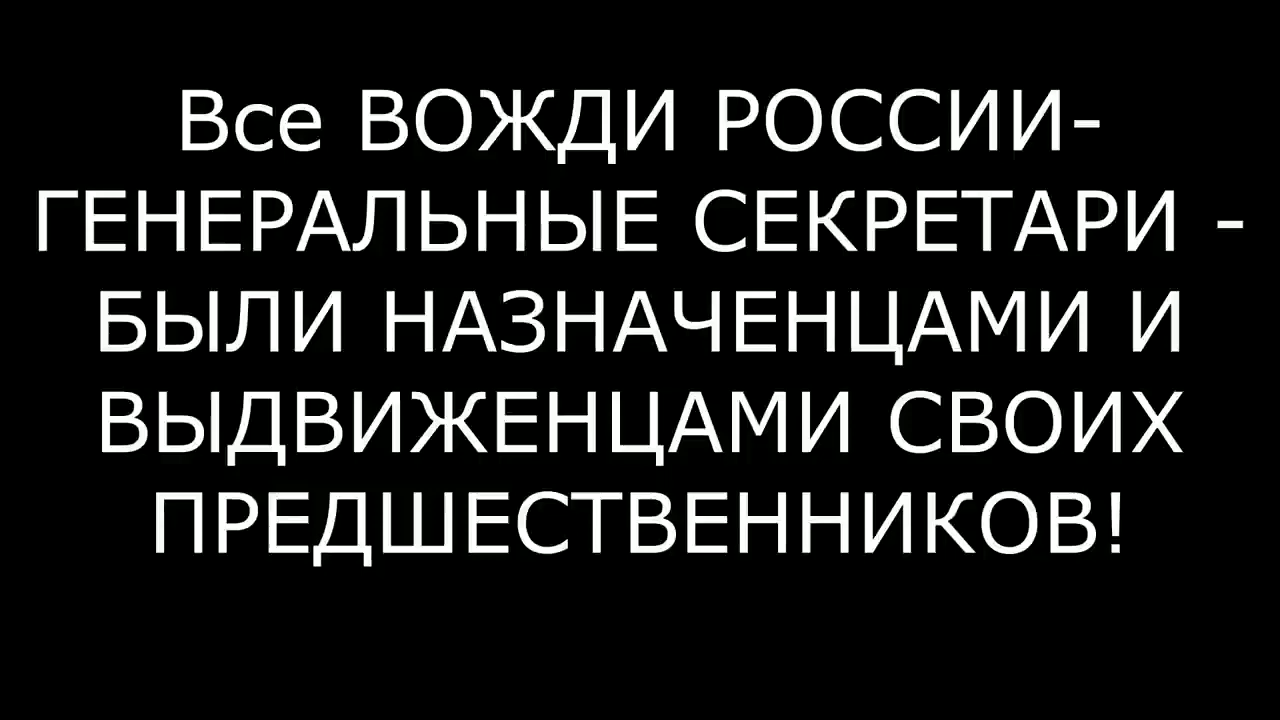 Все ВОЖДИ РОССИИ-
ГЕНЕРАЛЬНЫЕ СЕКРЕТАРИ -
БЫЛИ НАЗНАЧЕНЦАМИ И
ВЫДВИЖЕНЦАМИ СВОИХ
ПРЕДШЕСТВЕННИКОВ!